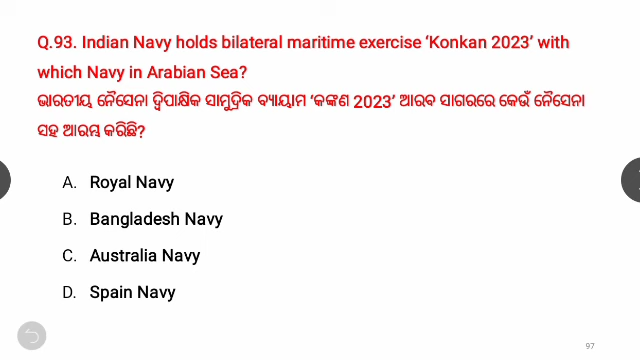 Q.93. Indian Navy holds bilateral maritime exercise ‘Konkan 2023’ with
which Navy in Arabian Sea?
ଭାରତୀୟ ନୈସେନା ଦ୍ୱିପାକ୍ଷିକ ସାମୁଦ୍ରିକ ବ୍ୟାୟାମ ‘କଙ୍କଣ 2023’ ଆରବ ସାଗରରେ କେଉଁ ନୈସେନା
ସହ ଆରମ୍ଭ କରିଛି?
A. Royal Navy
B. Bangladesh Navy
C. Australia Navy
D. Spain Navy
97